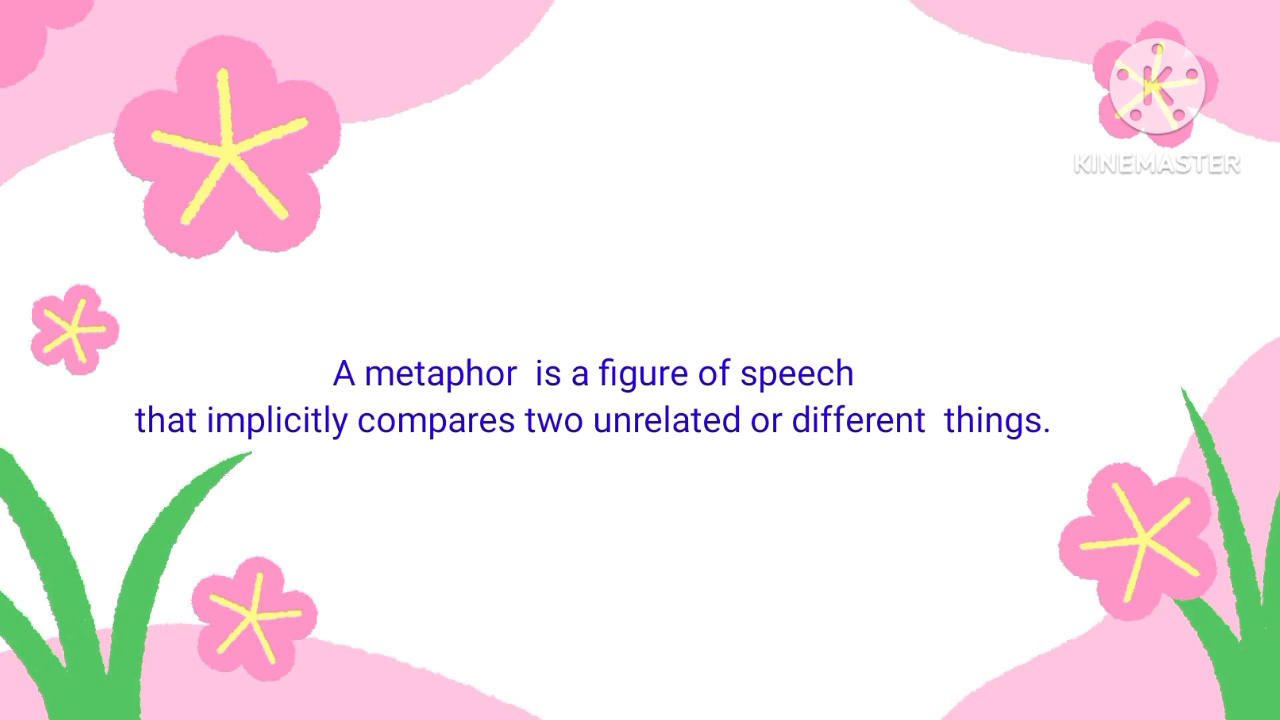 KINEMASTER
A metaphor  is a figure of speech
that implicitly compares two unrelated or different  things.